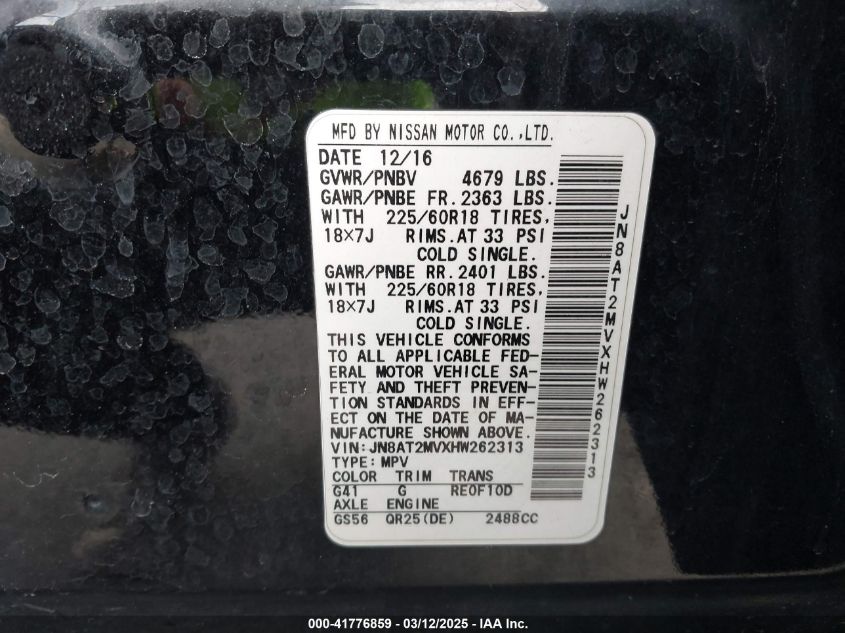 MFD BY NISSAN MOTOR CO.,LTD.
DATE 12/16
GVWR/PNBV 4679 LBS.
GAWR/PNBE FR.2363 LBS.
WITH 225/60R18 TIRES,
18×7J RIMS.AT 33 PSI
COLD SINGLE.
GAWR/PNBE RR.2401 LBS.
WITH 225/60R18 TIRES,
18×7J RIMS.AT 33 PSI
COLD SINGLE.
THIS VEHICLE CONFORMS
TO ALL APPLICABLE FED-
ERAL MOTOR VEHICLE SA-
FETY AND THEFT PREVEN-
TION STANDARDS IN EFF-
ECT ON THE DATE OF MA-
NUFACTURE SHOWN ABOVE.
VIN:JN8AT2MVXHW262313
TYPE:MPV
COLOR TRIM TRANS
G41 G RE0F10D
AXLE ENGINE
GS56 QR25(DE) 2488CC
JN8AT2MVXHW262313
000-41776859 — 03/12/2025 — IAA Inc.